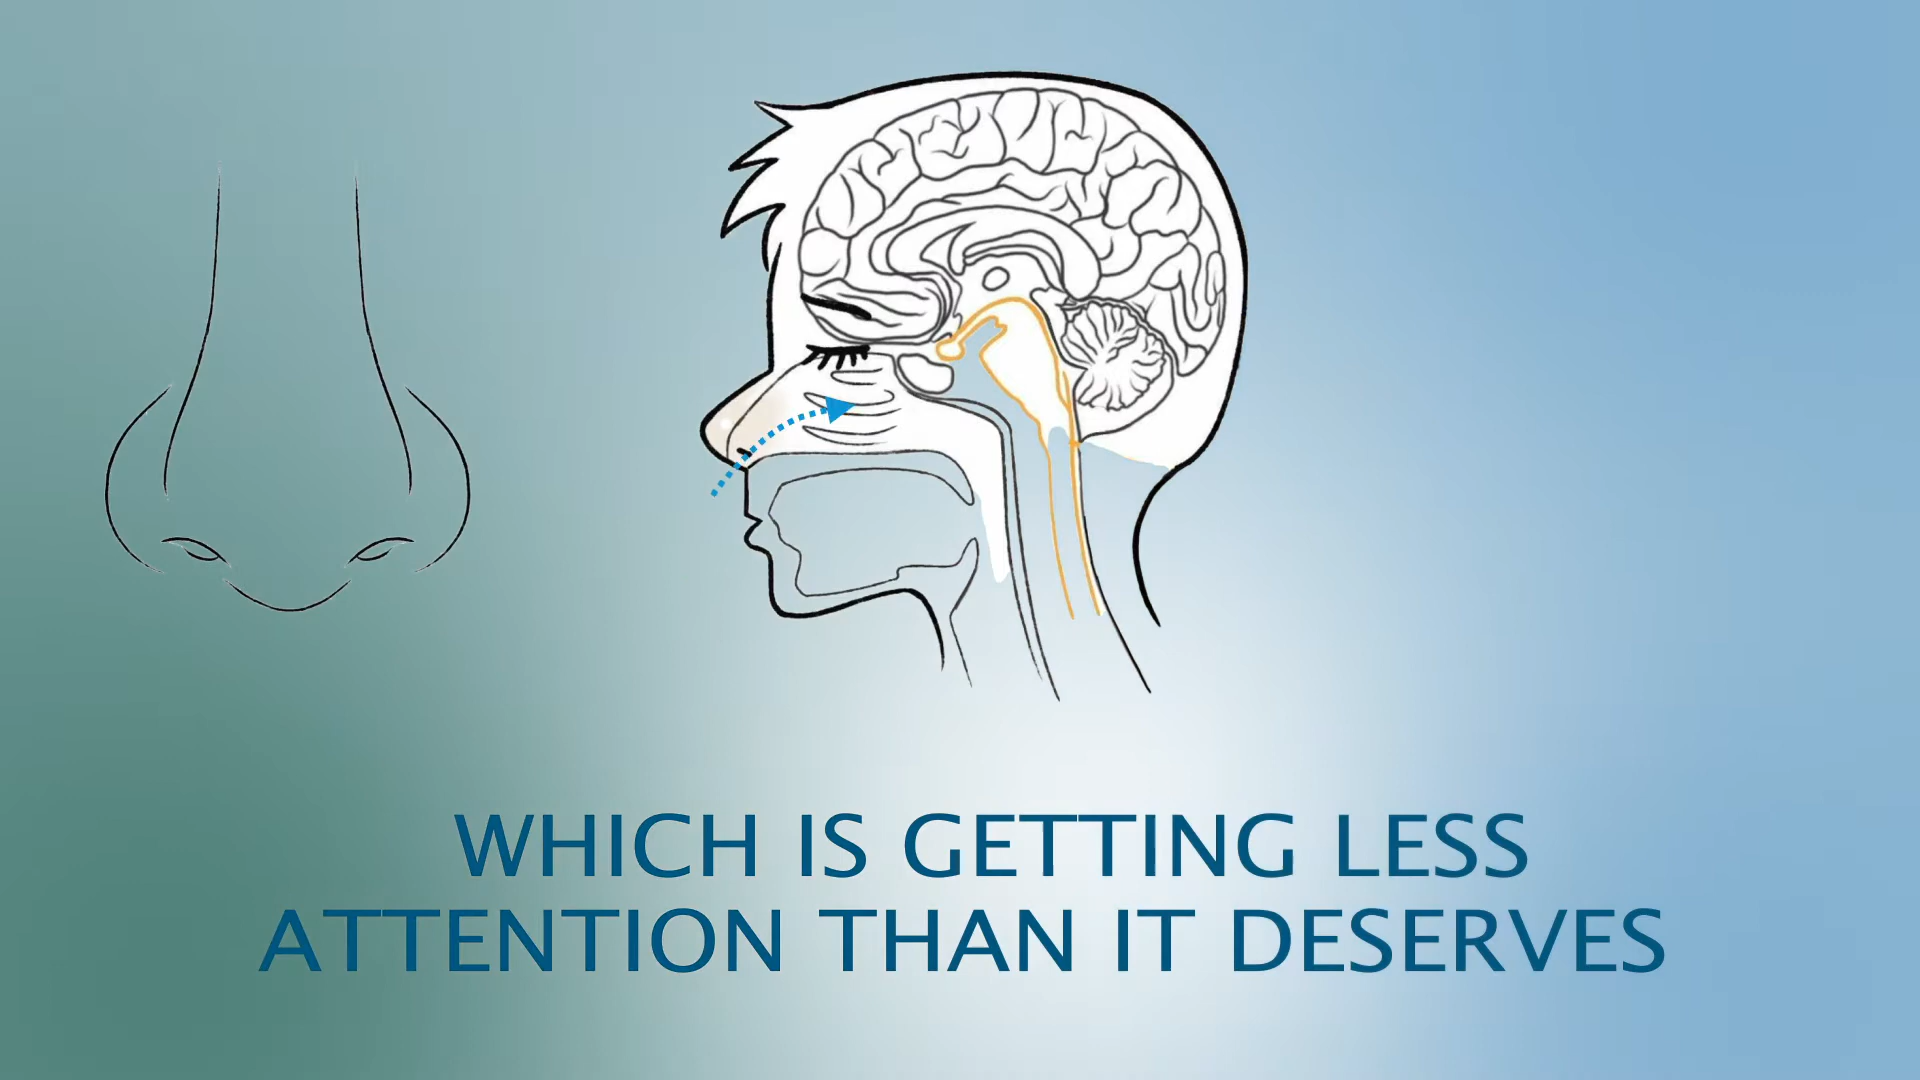 WHICH IS GETTING LESS
ATTENTION THAN IT DESERVES